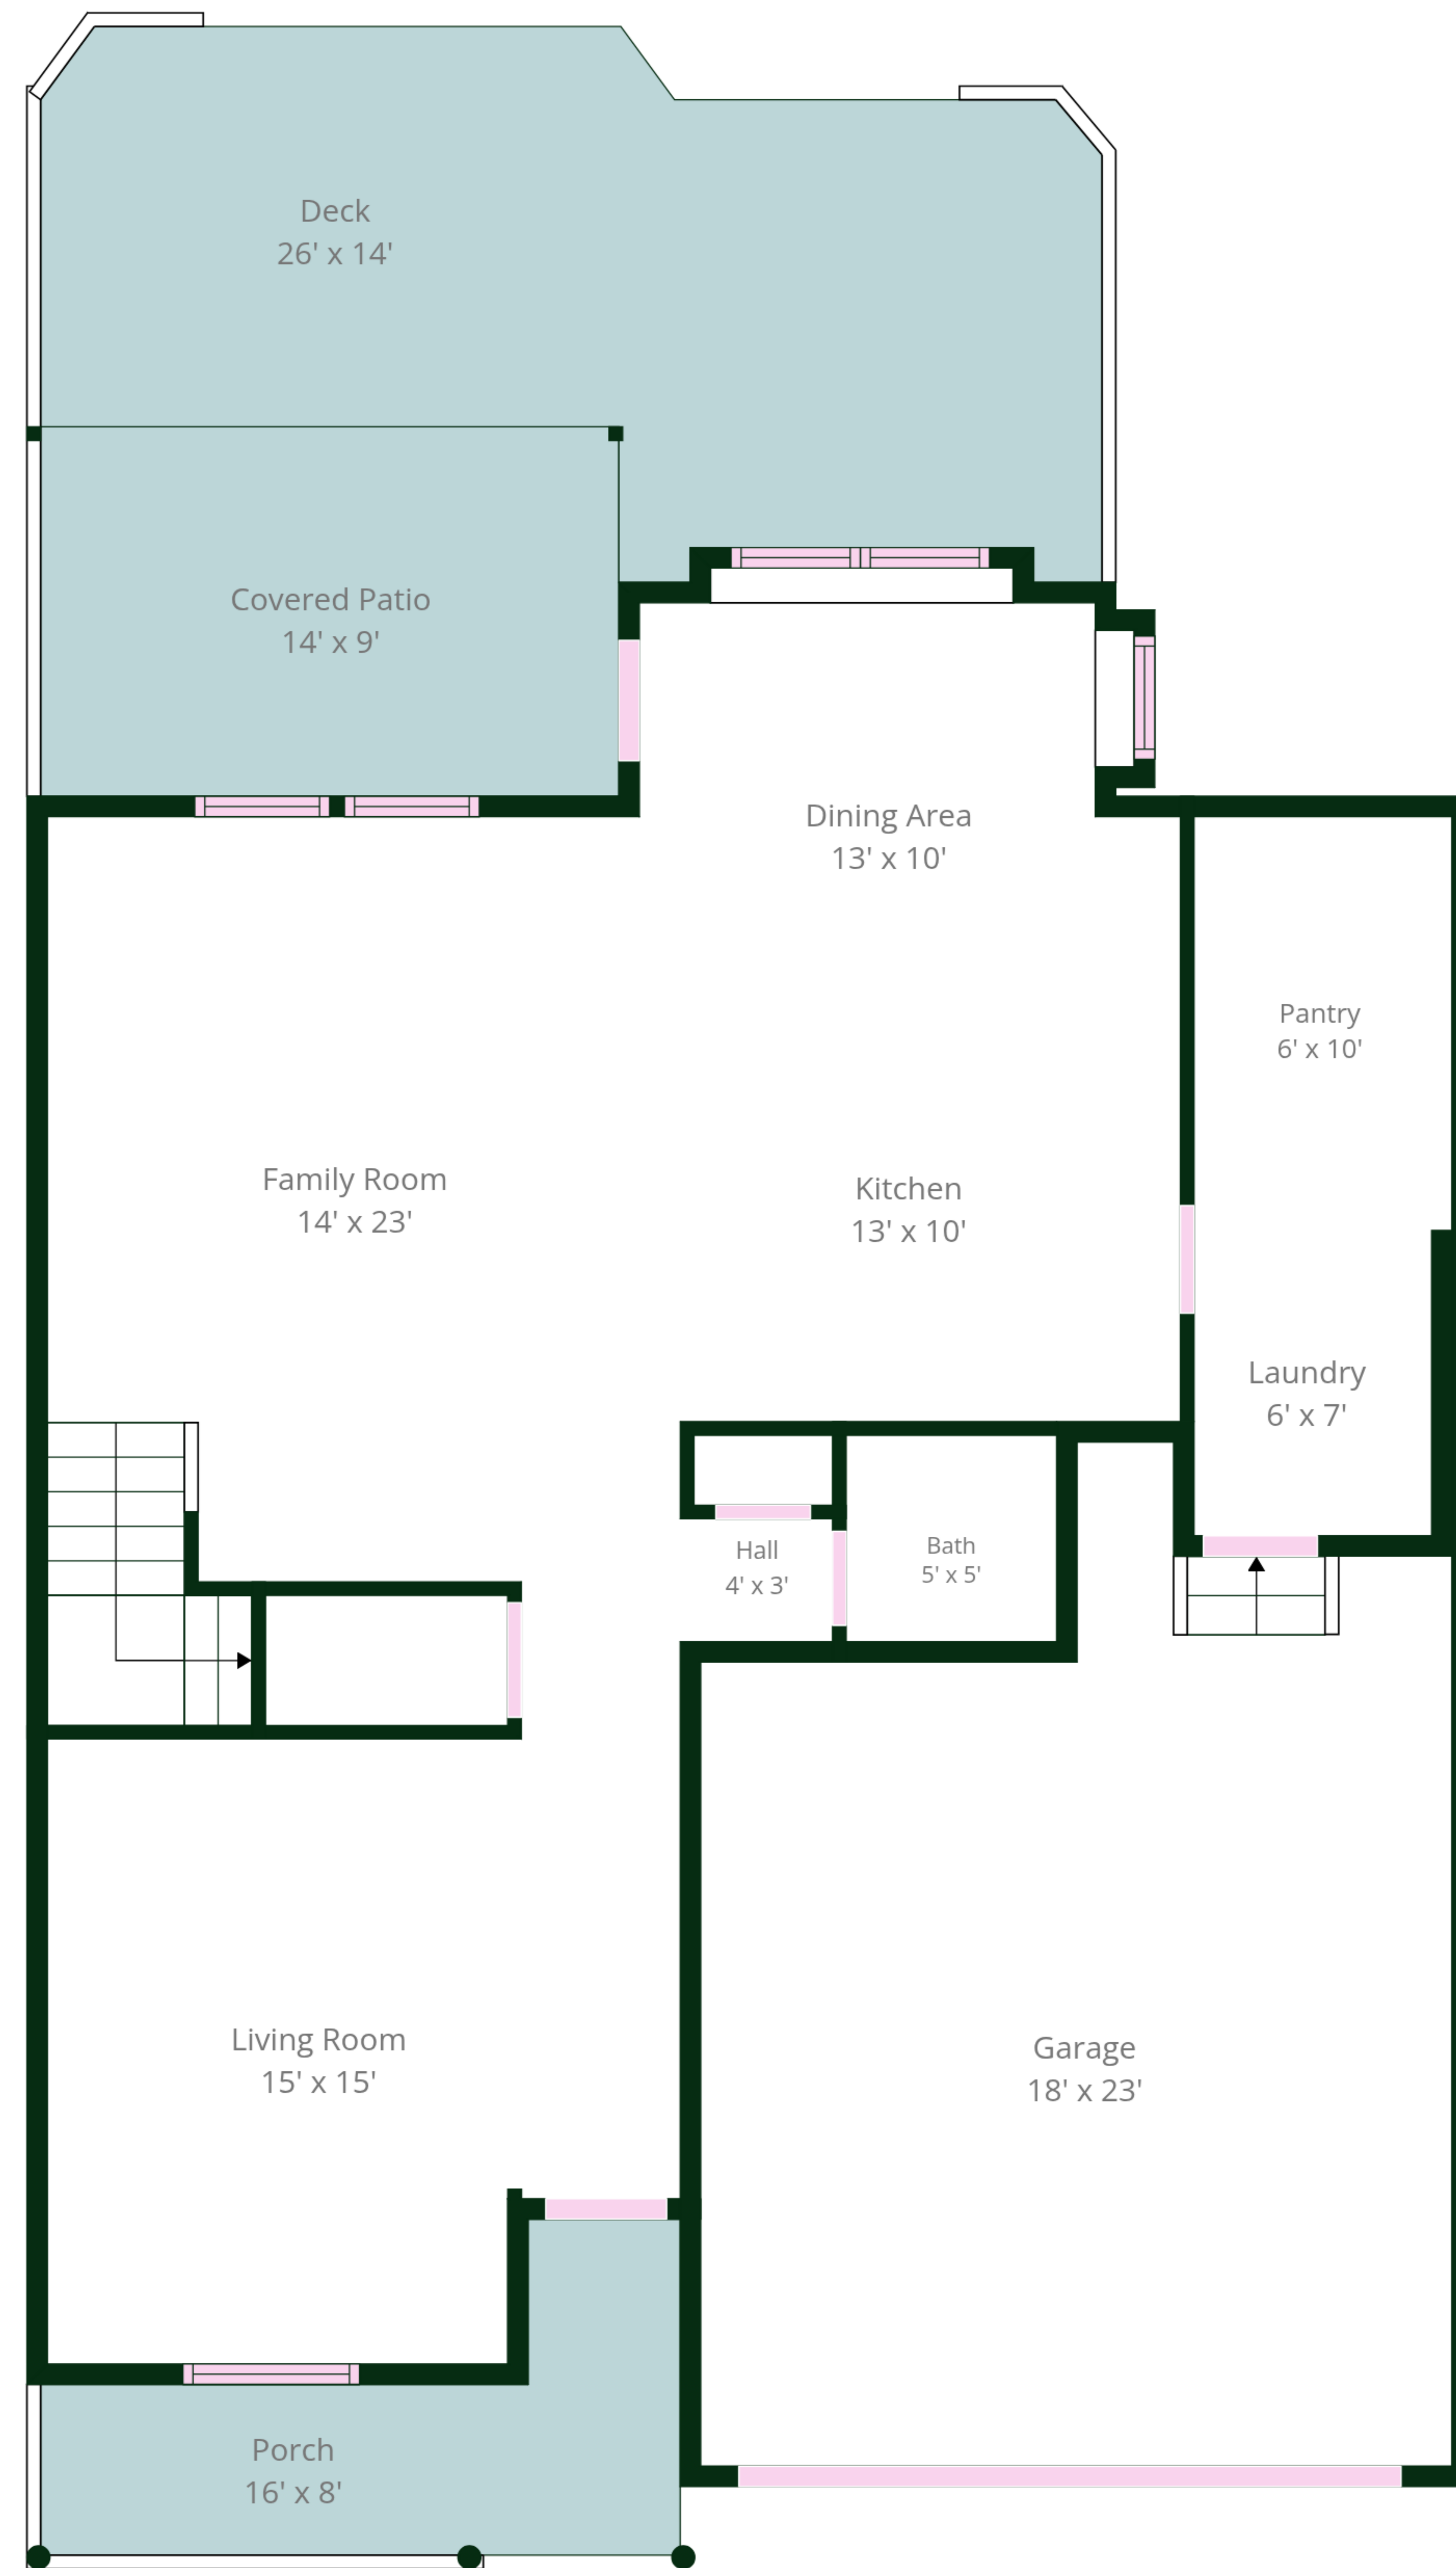 Deck
26' x 14'
Covered Patio
14' x 9'
Dining Area
13' x 10'
Pantry
6' x 10'
Family Room
14' x 23'
Kitchen
13' x 10'
Laundry
6' x 7'
Hall
4' x 3'
Bath
5' x 5'
Living Room
15' x 15'
Garage
18' x 23'
Porch
16' x 8'